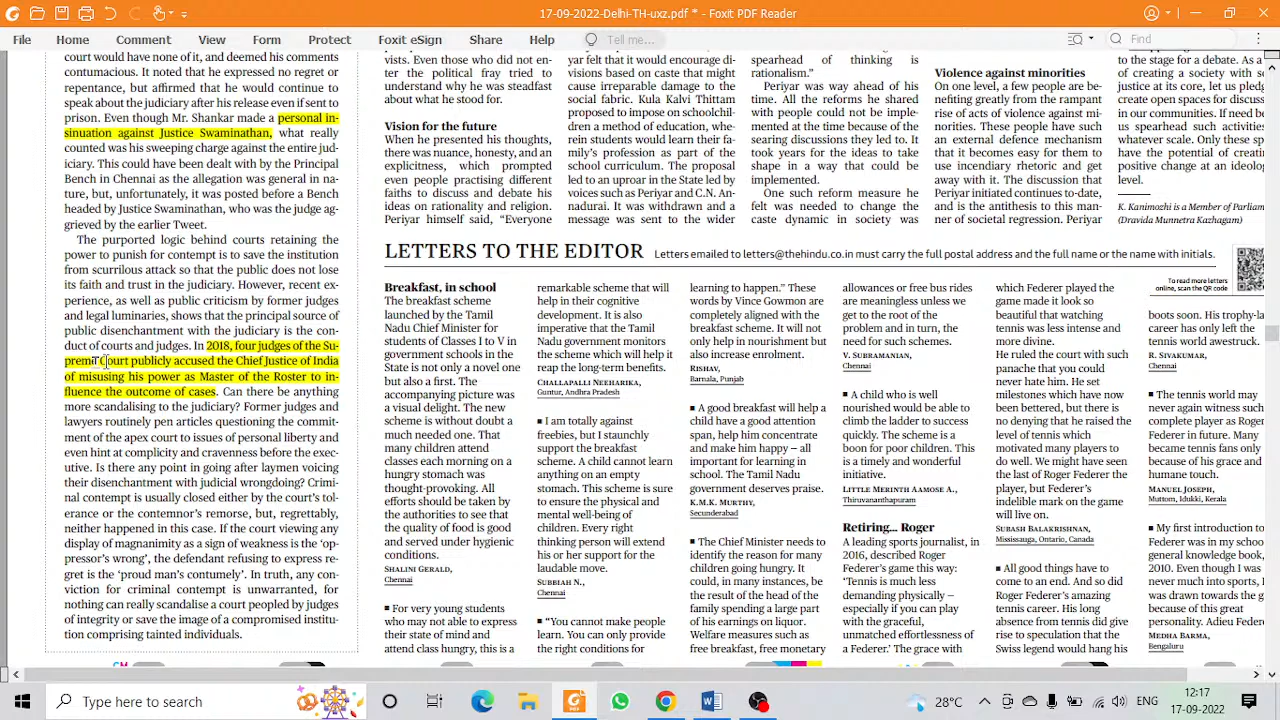 17-09-2022-Delhi-TH-uxz.pdf * - Foxit PDF Reader
File Home Comment View Form Protect Foxit eSign Share Help Tell me... Find
court would have none of it, and deemed his comments
contumacious. It noted that he expressed no regret or
repentance, but affirmed that he would continue to
speak about the judiciary after his release even if sent to
prison. Even though Mr. Shankar made a personal in-
sinuation against Justice Swaminathan, what really
counted was his sweeping charge against the entire jud-
iciary. This could have been dealt with by the Principal
Bench in Chennai as the allegation was general in na-
ture, but, unfortunately, it was posted before a Bench
headed by Justice Swaminathan, who was the judge ag-
grieved by the earlier Tweet.
The purported logic behind courts retaining the
power to punish for contempt is to save the institution
from scurrilous attack so that the public does not lose
its faith and trust in the judiciary. However, recent ex-
perience, as well as public criticism by former judges
and legal luminaries, shows that the principal source of
public disenchantment with the judiciary is the con-
duct of courts and judges. In 2018, four judges of the Su-
preme Court publicly accused the Chief Justice of India
of misusing his power as Master of the Roster to in-
fluence the outcome of cases. Can there be anything
more scandalising to the judiciary? Former judges and
lawyers routinely pen articles questioning the commit-
ment of the apex court to issues of personal liberty and
even hint at complicity and cravenness before the exec-
utive. Is there any point in going after laymen voicing
their disenchantment with judicial wrongdoing? Crimi-
nal contempt is usually closed either by the court's tol-
erance or the contemnor's remorse, but, regrettably,
neither happened in this case. If the court viewing any
display of magnanimity as a sign of weakness is the 'op-
pressor's wrong', the defendant refusing to express re-
gret is the 'proud man's contumely'. In truth, any con-
viction for criminal contempt is unwarranted, for
nothing can really scandalise a court peopled by judges
of integrity or save the image of a compromised institu-
tion comprising tainted individuals.
vists. Even those who did not en-
ter the political fray tried to
understand why he was steadfast
about what he stood for.
Vision for the future
When he presented his thoughts,
there was nuance, honesty, and an
explicitness, which prompted
even people practising different
faiths to discuss and debate his
ideas on rationality and religion.
Periyar himself said, "Everyone
yar felt that it would encourage di-
visions based on caste that might
cause irreparable damage to the
social fabric. Kula Kalvi Thittam
proposed to impose on schoolchil-
dren a method of education, whe-
rein students would learn their fa-
mily's profession as part of the
school curriculum. The proposal
led to an uproar in the State led by
voices such as Periyar and C.N. An-
nadurai. It was withdrawn and a
message was sent to the wider
spearhead of thinking is
rationalism."
Periyar was way ahead of his
time. All the reforms he shared
with people could not be imple-
mented at the time because of the
searing discussions they led to. It
took years for the ideas to take
shape in a way that could be
implemented.
One such reform measure he
felt was needed to change the
caste dynamic in society was
Violence against minorities
On one level, a few people are be-
nefiting greatly from the rampant
rise of acts of violence against mi-
norities. These people have such
an external defence mechanism
that it becomes easy for them to
use incendiary rhetoric and get
away with it. The discussion that
Periyar initiated continues to-date,
and is the antithesis to this man-
ner of societal regression. Periyar
to the stage for a debate. As a
of creating a society with so
justice at its core, let us pled
create open spaces for discuss
in our communities. If need be
us spearhead such activities
whatever scale. Only these sp
have the potential of creatin
positive change at an ideolog
level.
K. Kanimozhi is a Member of Parliam
(Dravida Munnetra Kazhagam)
LETTERS TO THE EDITOR Letters emailed to letters@thehindu.co.in must carry the full postal address and the full name or the name with initials.
To read more letters
online, scan the QR code
Breakfast, in school
The breakfast scheme
launched by the Tamil
Nadu Chief Minister for
students of Classes I to V in
government schools in the
State is not only a novel one
but also a first. The
accompanying picture was
a visual delight. The new
scheme is without doubt a
much needed one. That
many children attend
classes each morning on a
hungry stomach was
thought-provoking. All
efforts should be taken by
the authorities to see that
the quality of food is good
and served under hygienic
conditions.
SHALINI GERALD,
Chennai
■ For very young students
who may not able to express
their state of mind and
attend class hungry, this is a
remarkable scheme that will
help in their cognitive
development. It is also
imperative that the Tamil
Nadu government monitors
the scheme which will help it
reap the long-term benefits.
CHALLAPALLI NEEHARIKA,
Guntur, Andhra Pradesh
■ I am totally against
freebies, but I staunchly
support the breakfast
scheme. A child cannot learn
anything on an empty
stomach. This scheme is sure
to ensure the physical and
mental well-being of
children. Every right
thinking person will extend
his or her support for the
laudable move.
SUBBIAH N.,
Chennai
■ "You cannot make people
learn. You can only provide
the right conditions for
learning to happen." These
words by Vince Gowmon are
completely aligned with the
breakfast scheme. It will not
only help in nourishment but
also increase enrolment.
RISHAV,
Barnala, Punjab
■ A good breakfast will help a
child have a good attention
span, help him concentrate
and make him happy — all
important for learning in
school. The Tamil Nadu
government deserves praise.
K.M.K. MURTHY,
Secunderabad
■ The Chief Minister needs to
identify the reason for many
children going hungry. It
could, in many instances, be
the result of the head of the
family spending a large part
of his earnings on liquor.
Welfare measures such as
free breakfast, free monetary
allowances or free bus rides
are meaningless unless we
get to the root of the
problem and in turn, the
need for such schemes.
V. SUBRAMANIAN,
Chennai
■ A child who is well
nourished would be able to
climb the ladder to success
quickly. The scheme is a
boon for poor children. This
is a timely and wonderful
initiative.
LITTLE MERINTH AAMOSE A.,
Thiruvananthapuram
Retiring... Roger
A leading sports journalist, in
2016, described Roger
Federer's game this way:
'Tennis is much less
demanding physically —
especially if you can play
with the graceful,
unmatched effortlessness of
a Federer.' The grace with
which Federer played the
game made it look so
beautiful that watching
tennis was less intense and
more divine.
He ruled the court with such
panache that you could
never hate him. He set
milestones which have now
been bettered, but there is
no denying that he raised the
level of tennis which
motivated many players to
do well. We might have seen
the last of Roger Federer the
player, but Federer's
indelible mark on the game
will live on.
SUBASH BALAKRISHNAN,
Mississauga, Ontario, Canada
■ All good things have to
come to an end. And so did
Roger Federer's amazing
tennis career. His long
absence from tennis did give
rise to speculation that the
Swiss legend would hang his
boots soon. His trophy-l
career has only left the
tennis world awestruck.
R. SIVAKUMAR,
Chennai
■ The tennis world may
never again witness such
complete player as Roger
Federer in future. Many
became tennis fans only
because of his grace and
humane touch.
MANUEL JOSEPH,
Muttom, Idukki, Kerala
■ My first introduction to
Federer was in my schoo
general knowledge book,
2010. Even though I was
never much into sports, I
was drawn towards the g
because of this great
personality. Adieu Feder
MEDHA BARMA,
Bengaluru
CM
Type here to search
28°C
ENG
12:17
17-09-2022